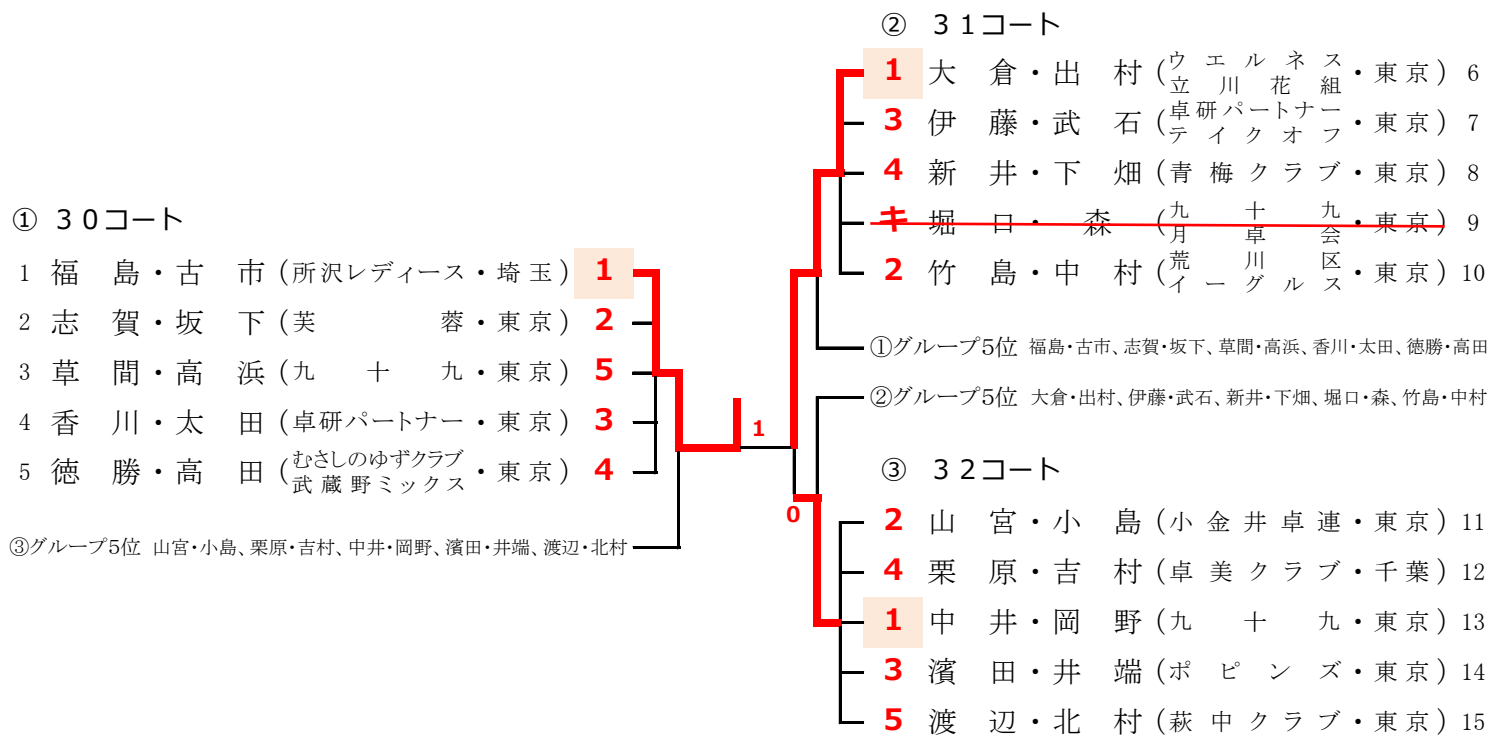 ① ３０コート
1 福島・古市 (所沢レディース・埼玉) 1
2 志賀・坂下 (芙蓉・東京) 2
3 草間・高浜 (九十九・東京) 5
4 香川・太田 (卓研パートナー・東京) 3
5 徳勝・高田 (むさしのゆずクラブ 武蔵野ミックス・東京) 4
③グループ5位 山宮・小島、栗原・吉村、中井・岡野、濱田・井端、渡辺・北村
1
0
② ３１コート
1 大倉・出村 (ウエルネス 立川花組・東京) 6
3 伊藤・武石 (卓研パートナー テイクオフ・東京) 7
4 新井・下畑 (青梅クラブ・東京) 8
キ 堀口・森 (九十九 月卓会・東京) 9
2 竹島・中村 (荒川区 イーグルス・東京) 10
①グループ5位 福島・古市、志賀・坂下、草間・高浜、香川・太田、徳勝・高田
②グループ5位 大倉・出村、伊藤・武石、新井・下畑、堀口・森、竹島・中村
③ ３２コート
2 山宮・小島 (小金井卓連・東京) 11
4 栗原・吉村 (卓美クラブ・千葉) 12
1 中井・岡野 (九十九・東京) 13
3 濱田・井端 (ポピンズ・東京) 14
5 渡辺・北村 (萩中クラブ・東京) 15